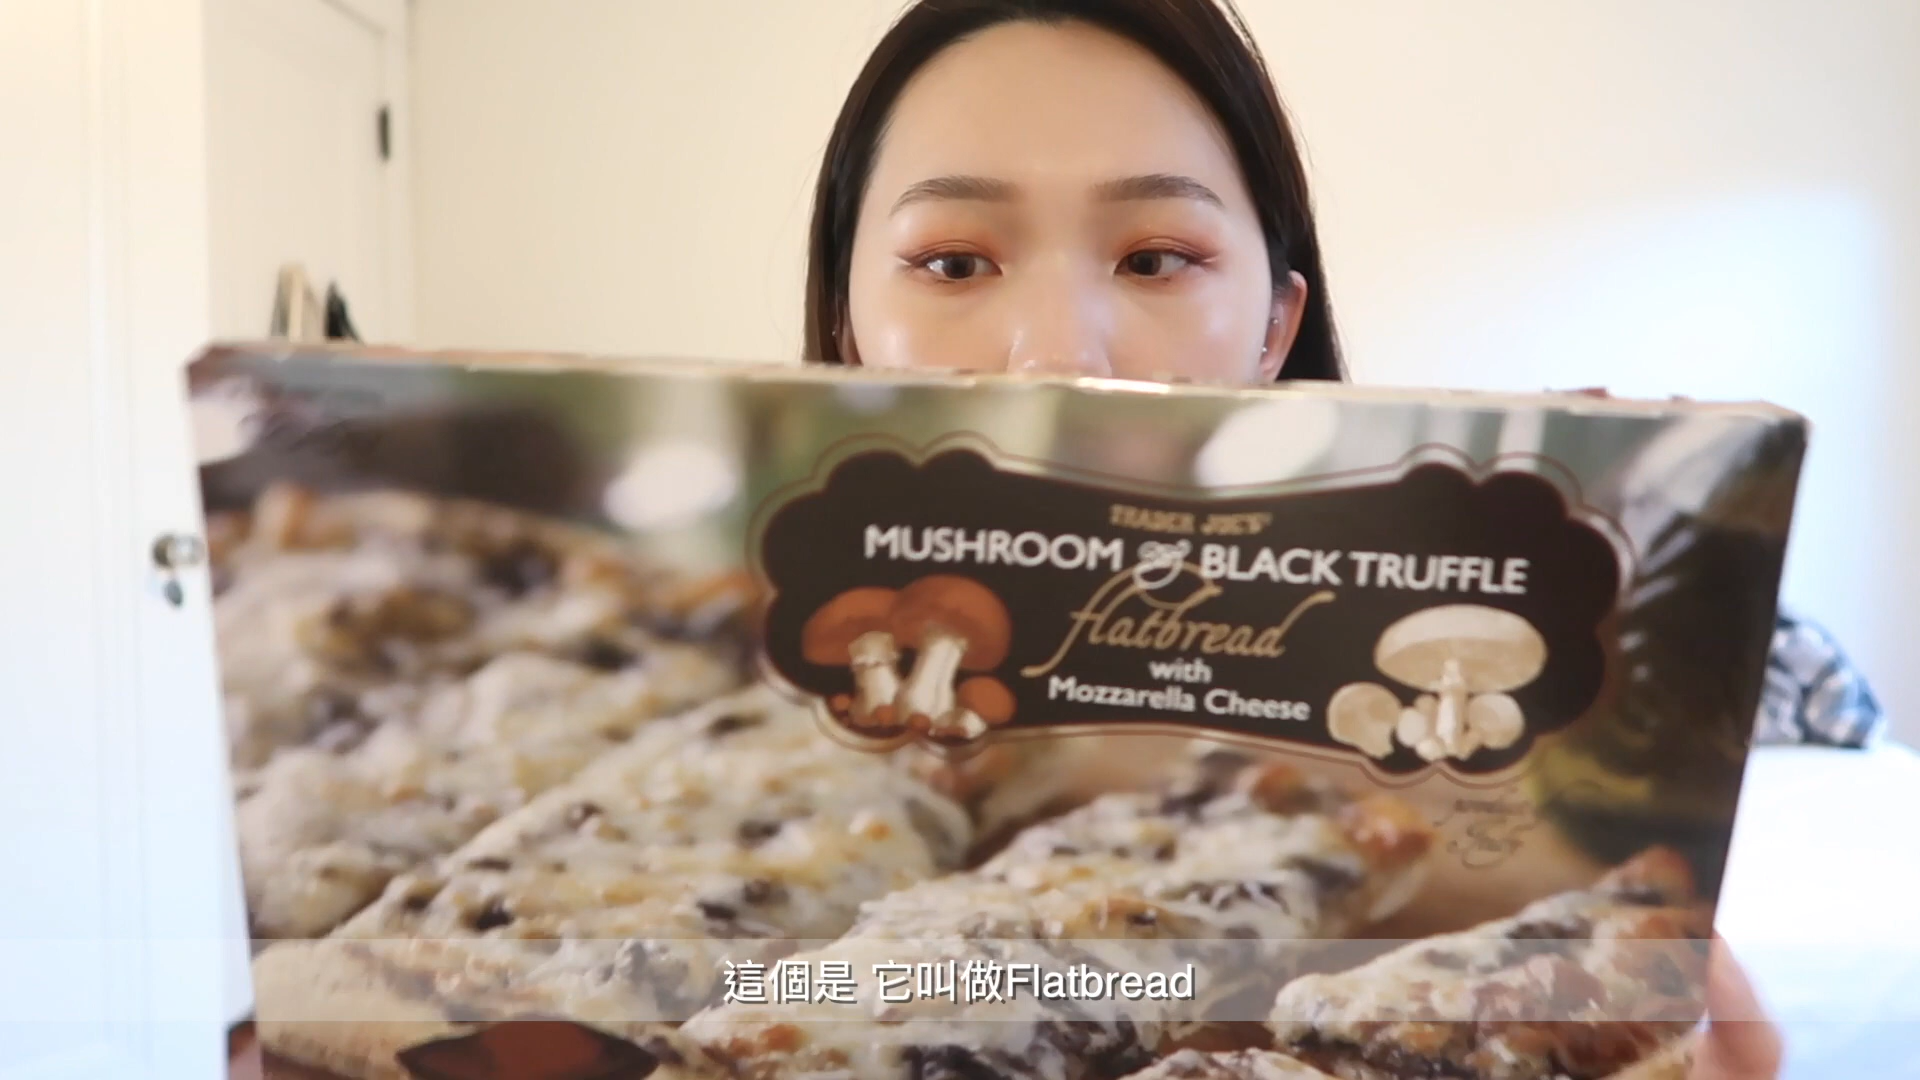 TRADER JOE'S
MUSHROOM & BLACK TRUFFLE
flatbread
with
Mozzarella Cheese
這個是 它叫做Flatbread